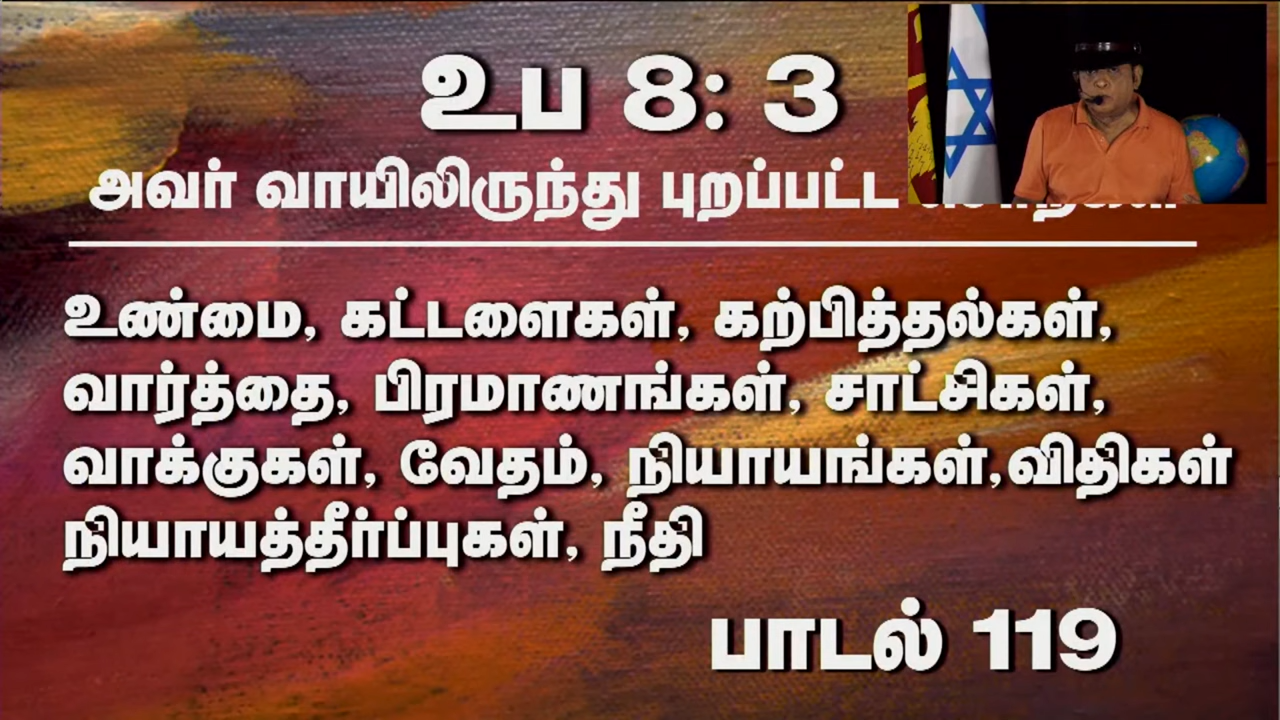 உப 8: 3
அவர் வாயிலிருந்து புறப்பட்ட
உண்மை, கட்டளைகள், கற்பித்தல்கள்,
வார்த்தை, பிரமாணங்கள், சாட்சிகள்,
வாக்குகள், வேதம், நியாயங்கள்,விதிகள்
நியாயத்தீர்ப்புகள், நீதி
பாடல் 119